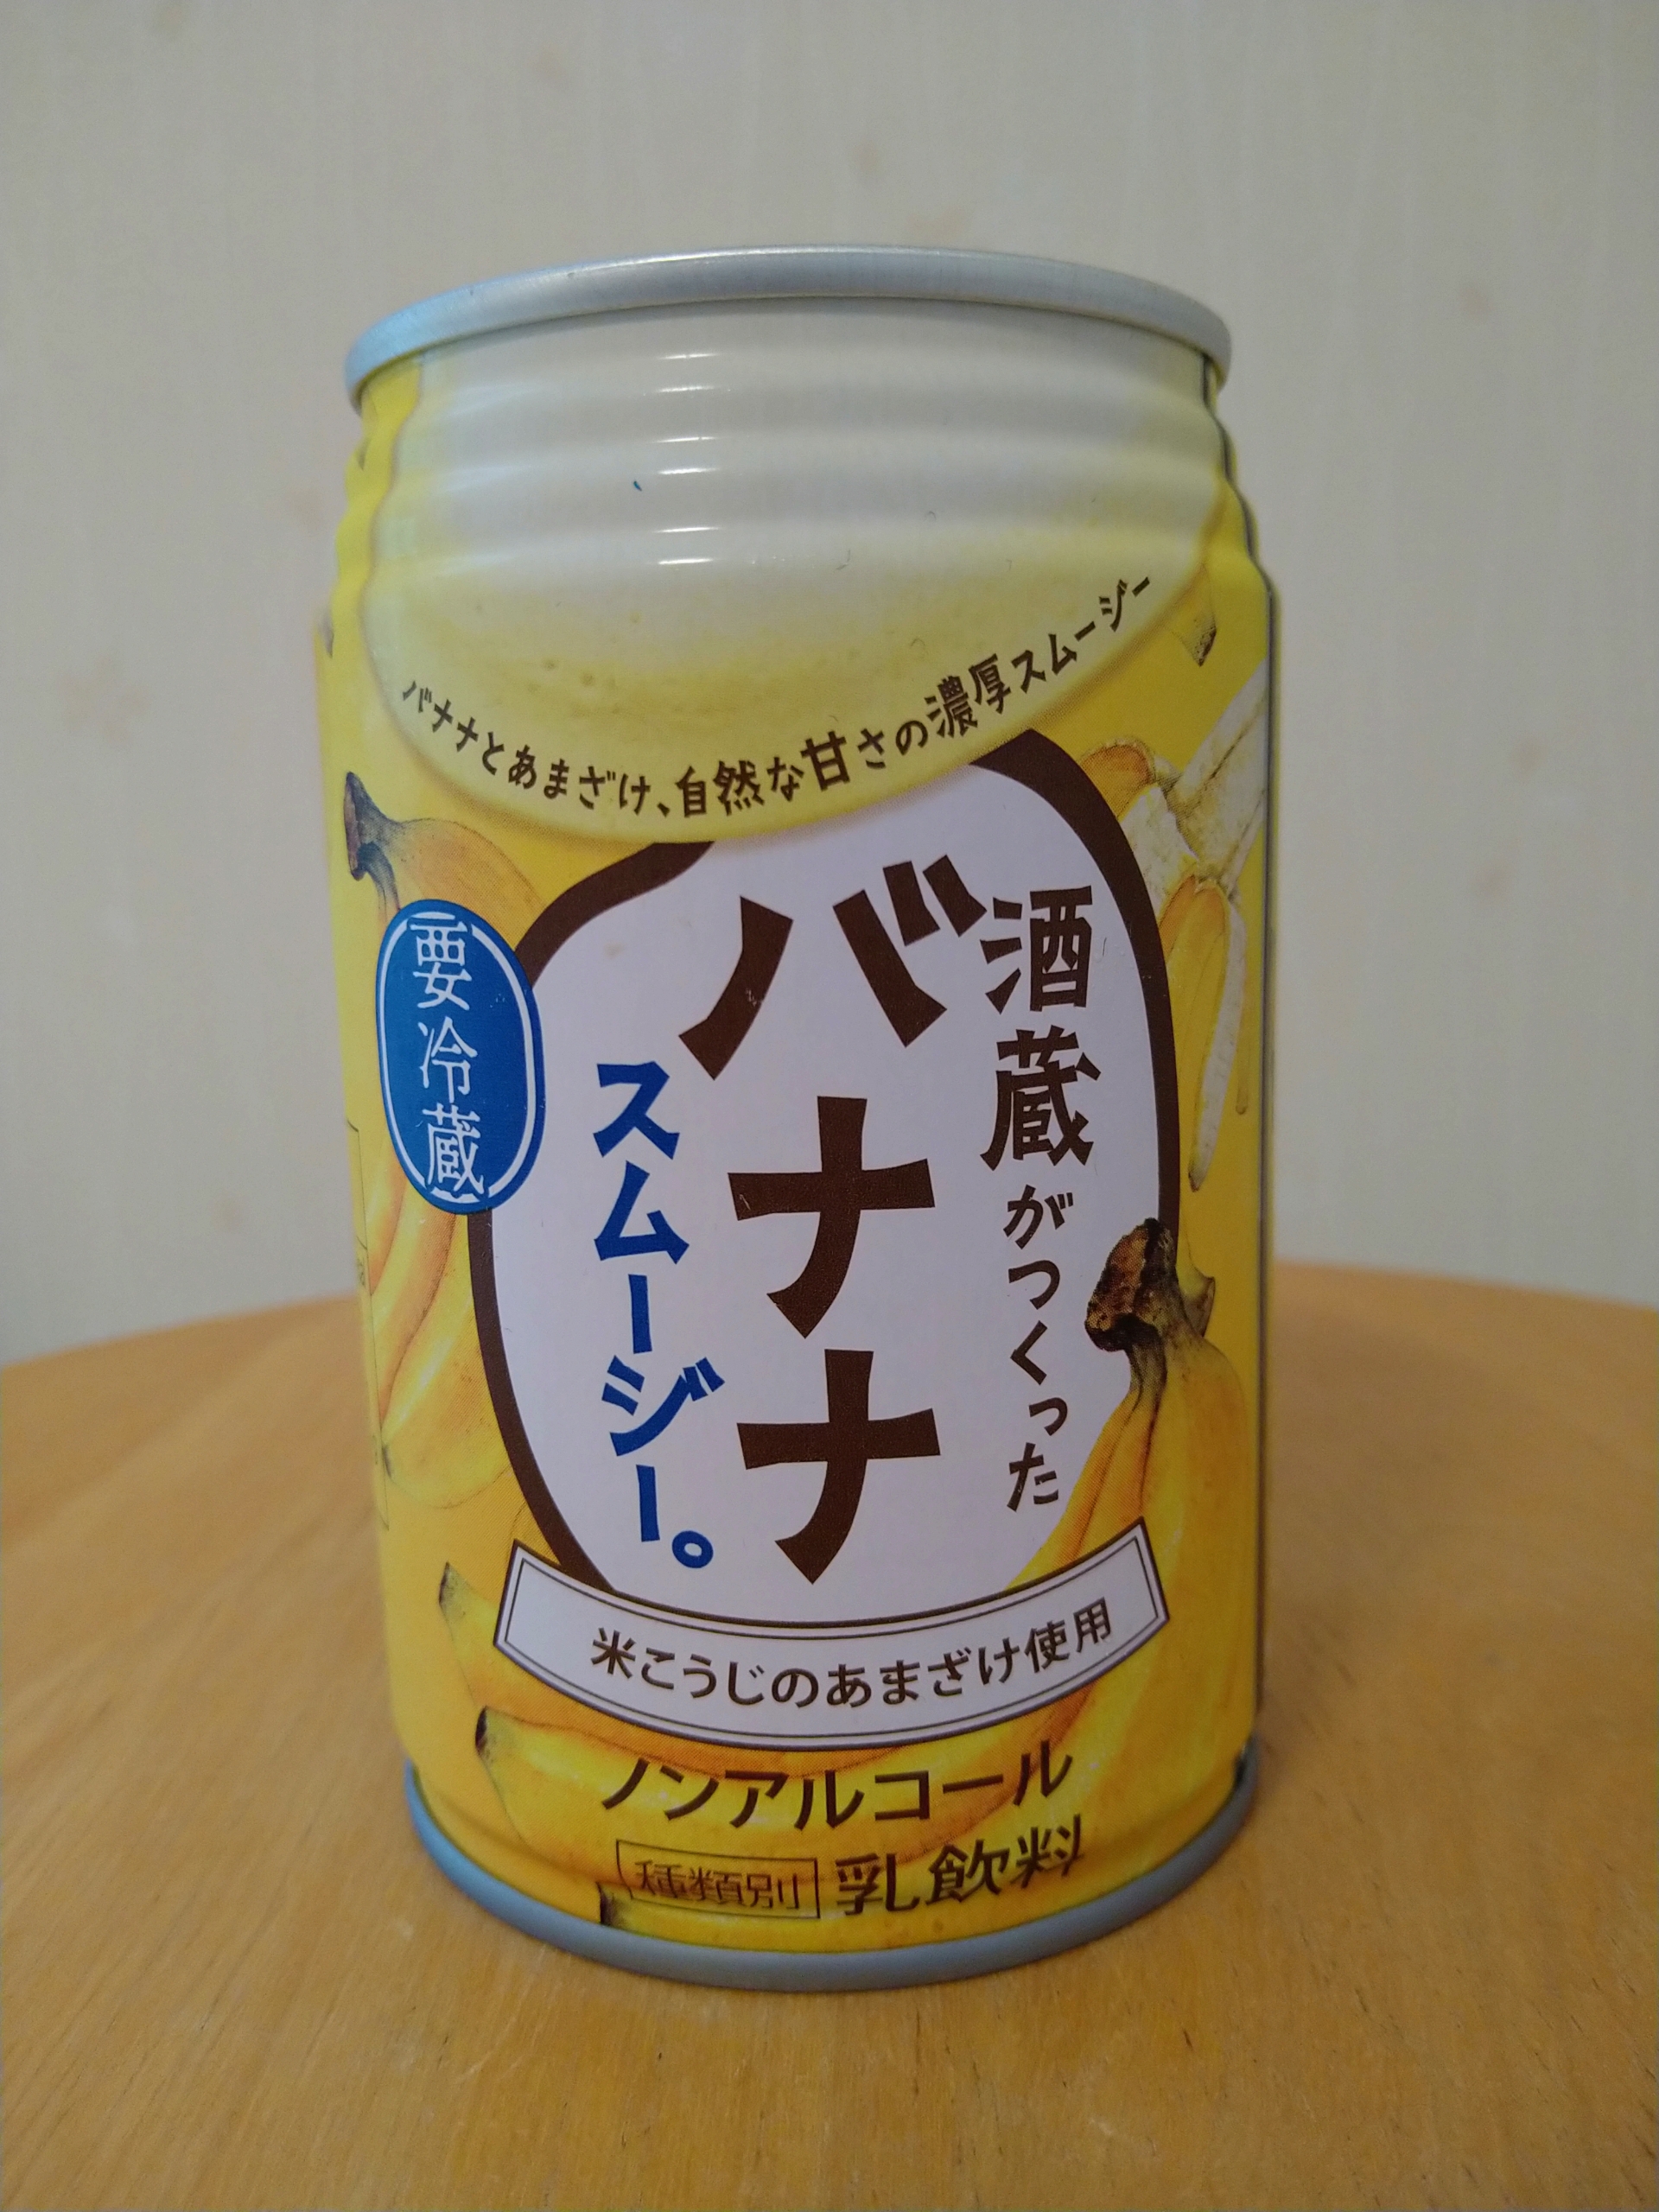 バナナとあまざけ、自然な甘さの濃厚スムージー
酒蔵がつくった
バナナ
スムージー。
要冷蔵
米こうじのあまざけ使用
ノンアルコール
種類別 乳飲料